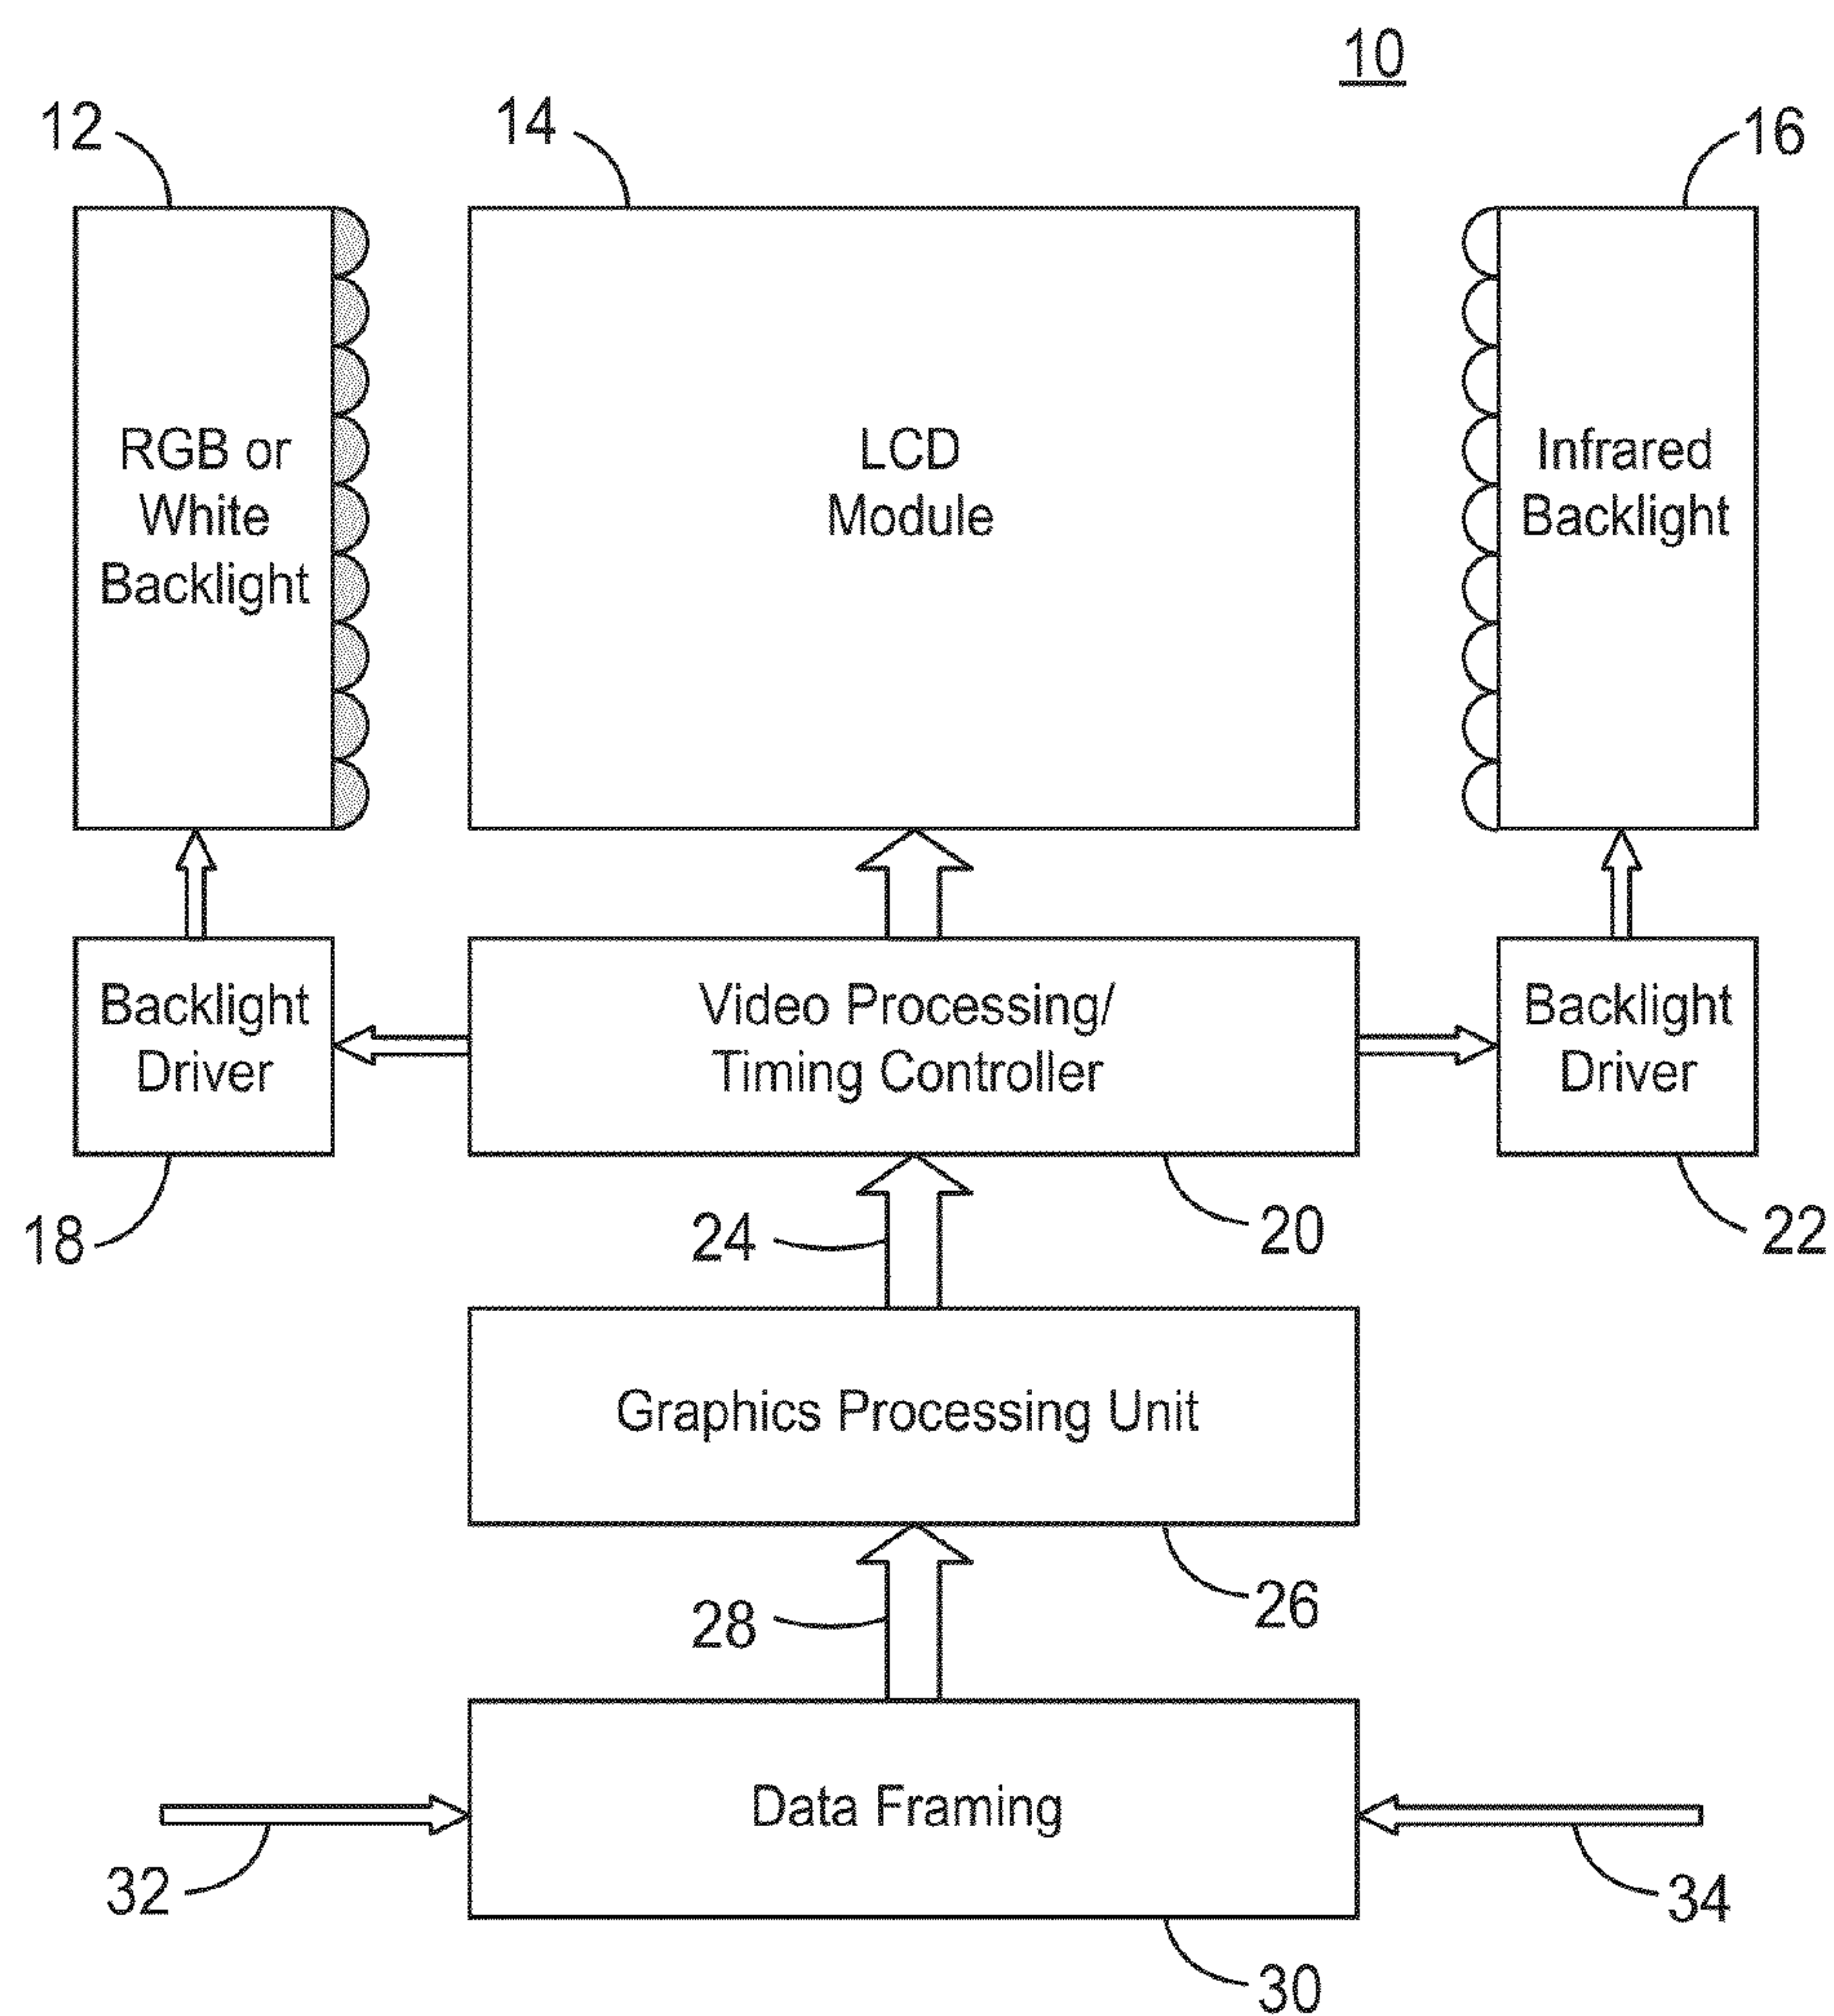 10
12
14
16
RGB or
White
Backlight
LCD
Module
Infrared
Backlight
Backlight
Driver
Video Processing/
Timing Controller
Backlight
Driver
18
24
20
22
Graphics Processing Unit
28
26
Data Framing
32
34
30